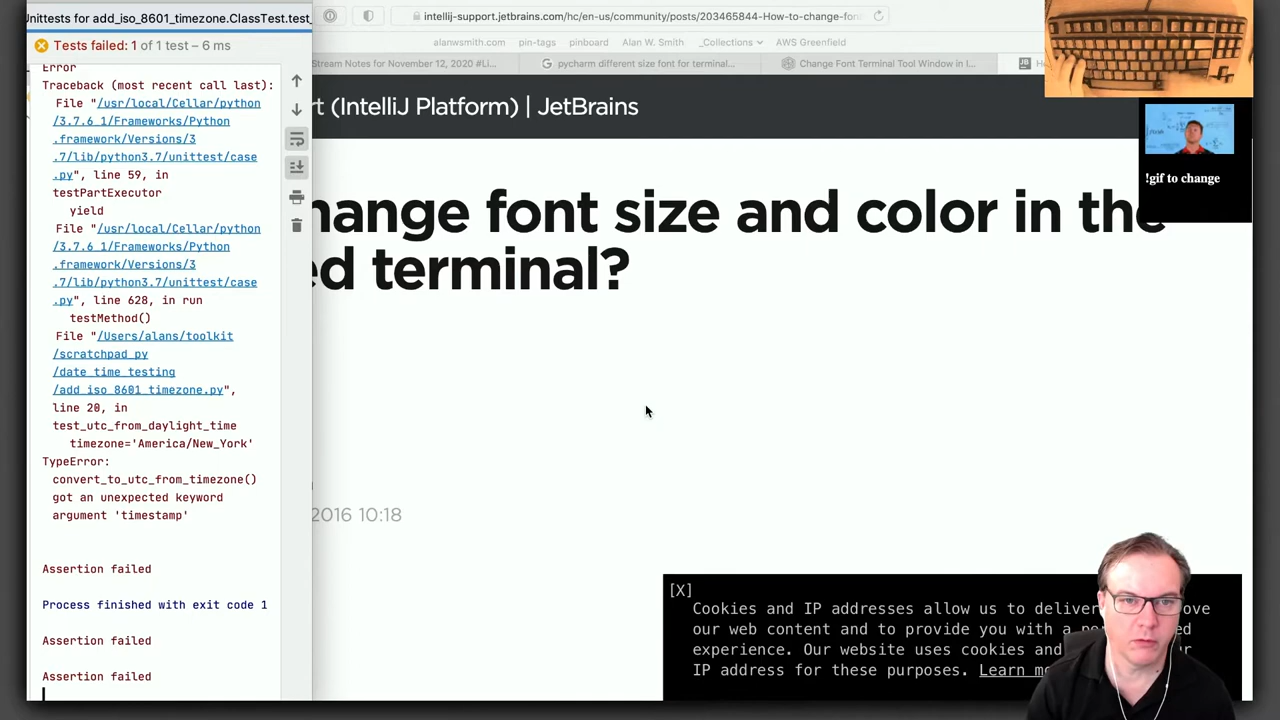 Jnittests for add_iso_8601_timezone.ClassTest.test_
Tests failed: 1 of 1 test – 6 ms
Error
Traceback (most recent call last):
File "/usr/local/Cellar/python
/3.7.6_1/Frameworks/Python
.framework/Versions/3
.7/lib/python3.7/unittest/case
.py", line 59, in
testPartExecutor
yield
File "/usr/local/Cellar/python
/3.7.6_1/Frameworks/Python
.framework/Versions/3
.7/lib/python3.7/unittest/case
.py", line 628, in run
testMethod()
File "/Users/alans/toolkit
/scratchpad_py
/date_time_testing
/add_iso_8601_timezone.py",
line 20, in
test_utc_from_daylight_time
timezone='America/New_York'
TypeError:
convert_to_utc_from_timezone()
got an unexpected keyword
argument 'timestamp'
Assertion failed
Process finished with exit code 1
Assertion failed
Assertion failed
intellij-support.jetbrains.com/hc/en-us/community/posts/203465844-How-to-change-fon
alanwsmith.com pin-tags pinboard Alan W. Smith _Collections AWS Greenfield
Stream Notes for November 12, 2020 #Li... pycharm different size font for terminal... Change Font Terminal Tool Window in I... JB He
rt (IntelliJ Platform) | JetBrains
hange font size and color in the
ed terminal?
2016 10:18
!gif to change
[X]
Cookies and IP addresses allow us to deliver ove
our web content and to provide you with a ed
experience. Our website uses cookies and r
IP address for these purposes. Learn mo